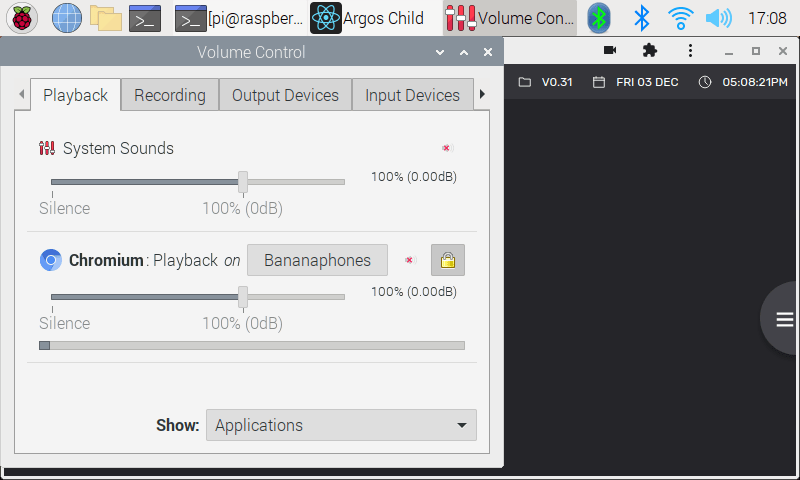 [pi@raspber... Argos Child Volume Con... 17:08
Volume Control
Playback Recording Output Devices Input Devices
V0.31 FRI 03 DEC 05:08:21PM
System Sounds
100% (0.00dB)
Silence 100% (0dB)
Chromium: Playback on Bananaphones
100% (0.00dB)
Silence 100% (0dB)
Show: Applications